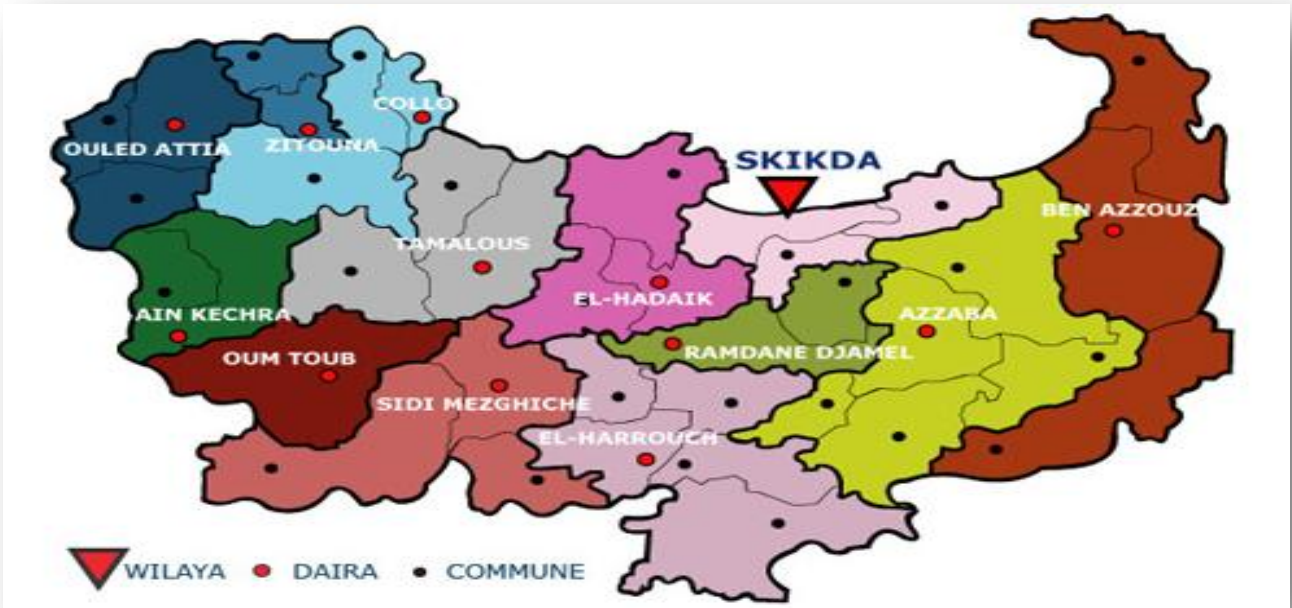 COLLO
OULED ATTIA
ZITOUNA
SKIKDA
BEN AZZOUZ
TAMALOUS
EL-HADAIK
AIN KECHRA
AZZABA
OUM TOUB
RAMDANE DJAMEL
SIDI MEZGHICHE
EL-HARROUCH
WILAYA
DAIRA
COMMUNE